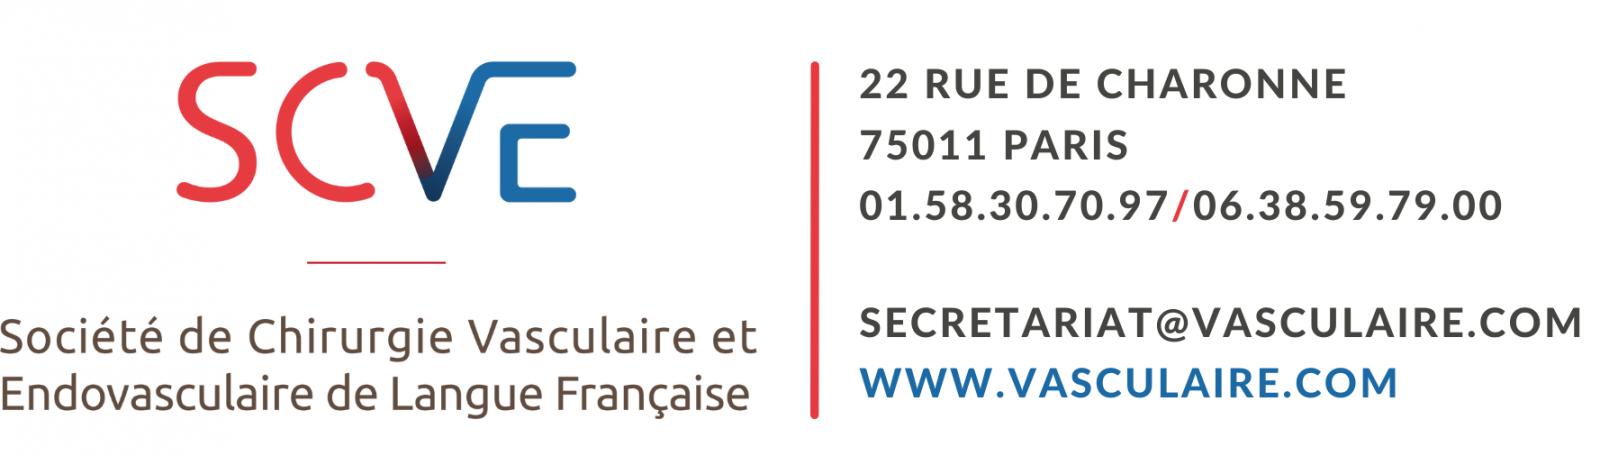 SCVE
Société de Chirurgie Vasculaire et
Endovasculaire de Langue Française
22 RUE DE CHARONNE
75011 PARIS
01.58.30.70.97/06.38.59.79.00
SECRETARIAT@VASCULAIRE.COM
WWW.VASCULAIRE.COM